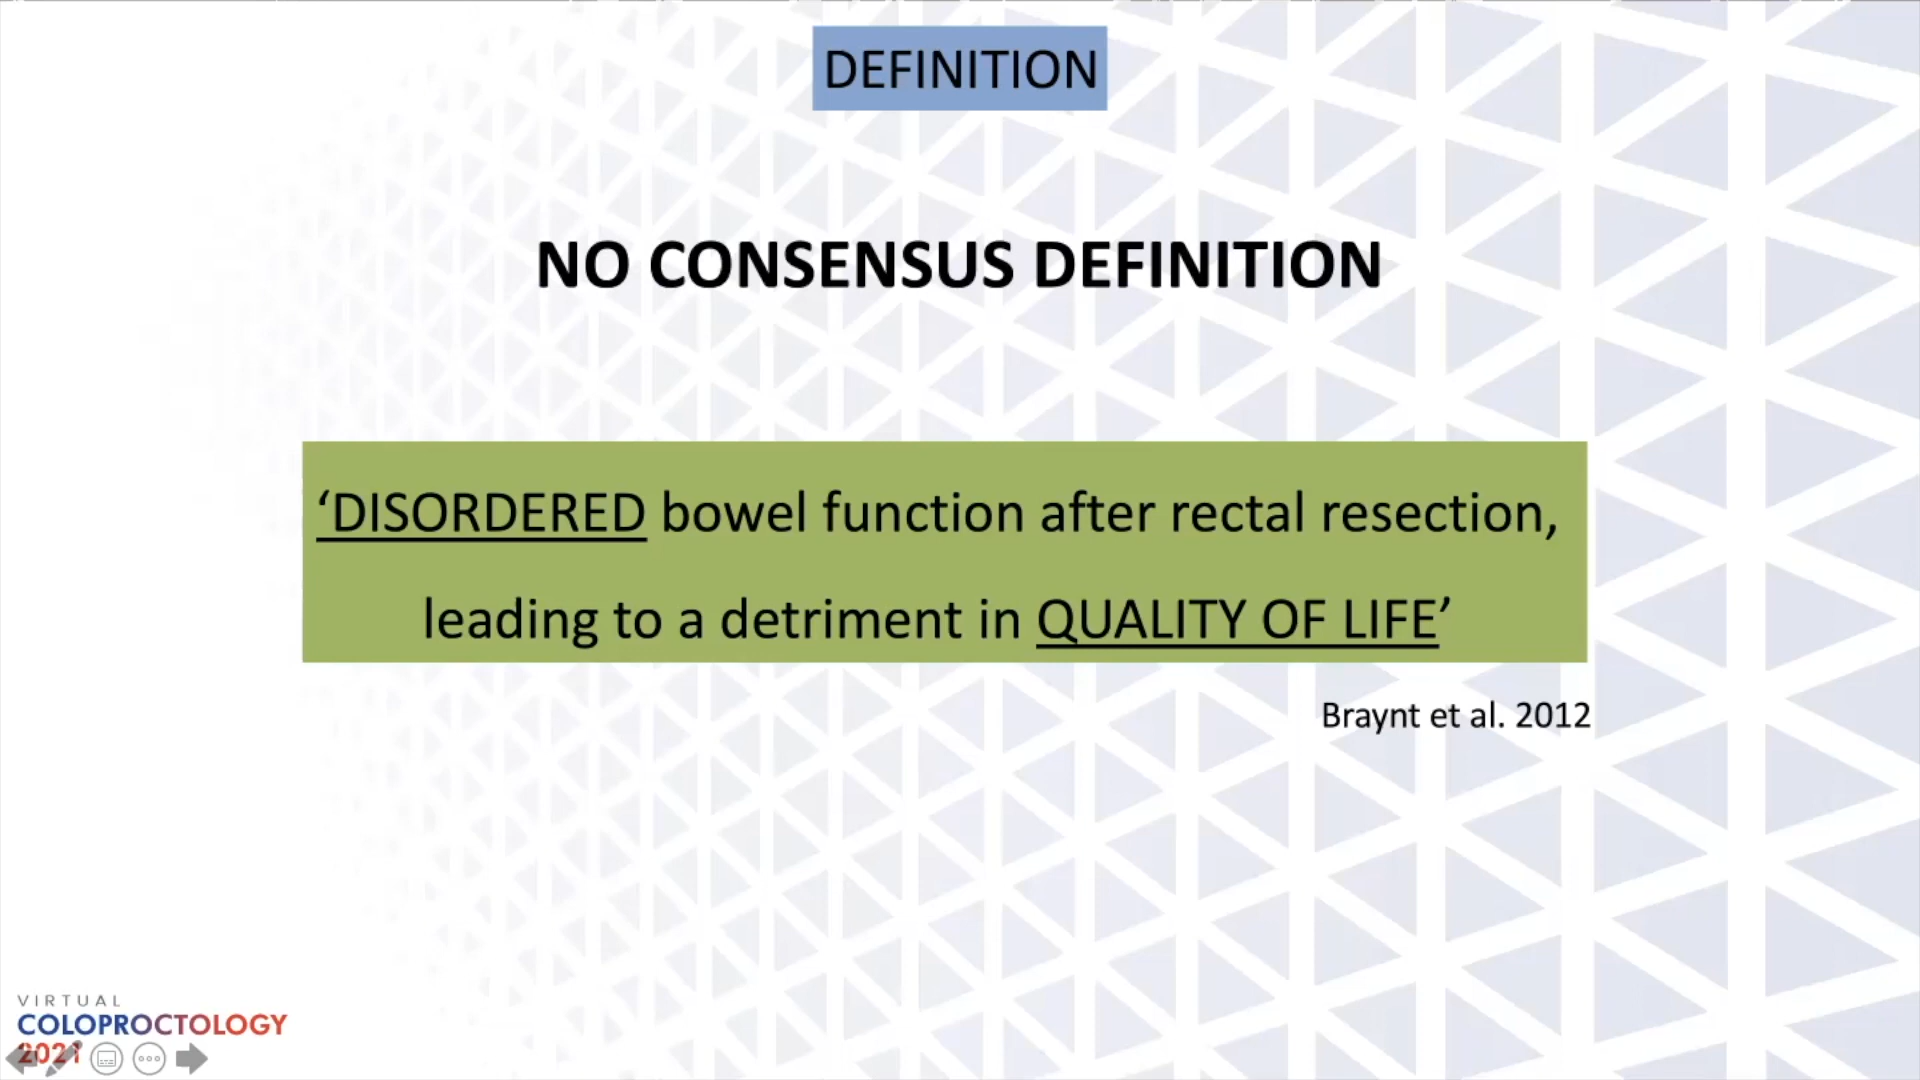 DEFINITION
NO CONSENSUS DEFINITION
‘DISORDERED bowel function after rectal resection,
leading to a detriment in QUALITY OF LIFE’
Braynt et al. 2012
VIRTUAL
COLOPROCTOLOGY
2021